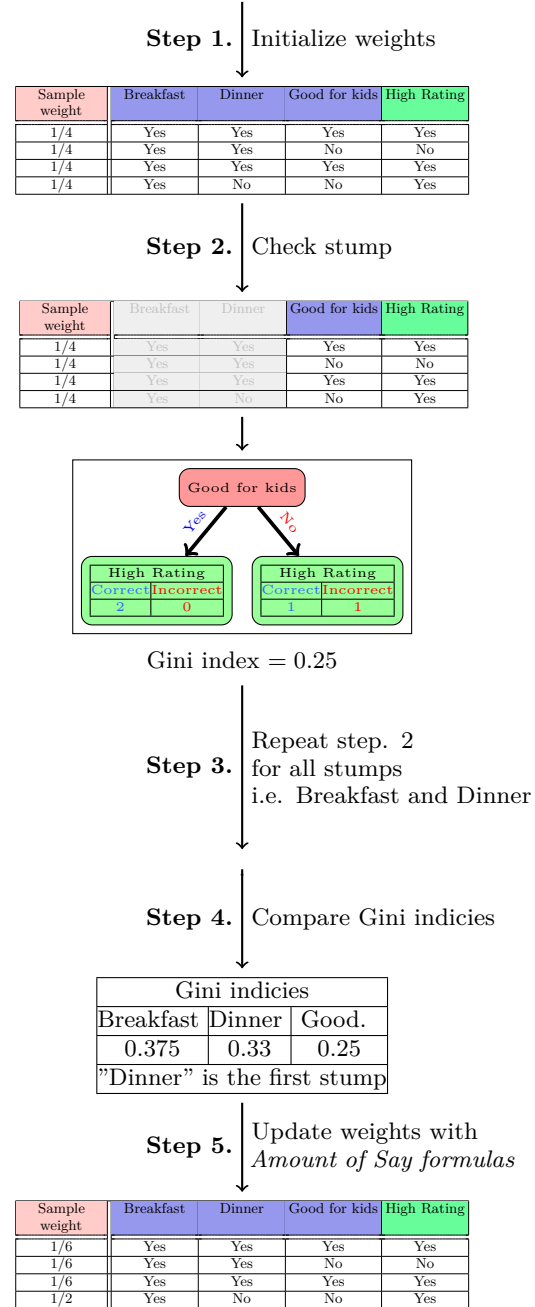 Step 1. Initialize weights
Sample weight Breakfast Dinner Good for kids High Rating
1/4 Yes Yes Yes Yes
1/4 Yes Yes No No
1/4 Yes Yes Yes Yes
1/4 Yes No No Yes
Step 2. Check stump
Sample weight Breakfast Dinner Good for kids High Rating
1/4 Yes Yes Yes Yes
1/4 Yes Yes No No
1/4 Yes Yes Yes Yes
1/4 Yes No No Yes
Good for kids
Yes No
High Rating High Rating
Correct Incorrect Correct Incorrect
2 0 1 1
Gini index = 0.25
Step 3. Repeat step. 2
for all stumps
i.e. Breakfast and Dinner
Step 4. Compare Gini indicies
Gini indicies
Breakfast Dinner Good.
0.375 0.33 0.25
"Dinner" is the first stump
Step 5. Update weights with
Amount of Say formulas
Sample weight Breakfast Dinner Good for kids High Rating
1/6 Yes Yes Yes Yes
1/6 Yes Yes No No
1/6 Yes Yes Yes Yes
1/2 Yes No No Yes